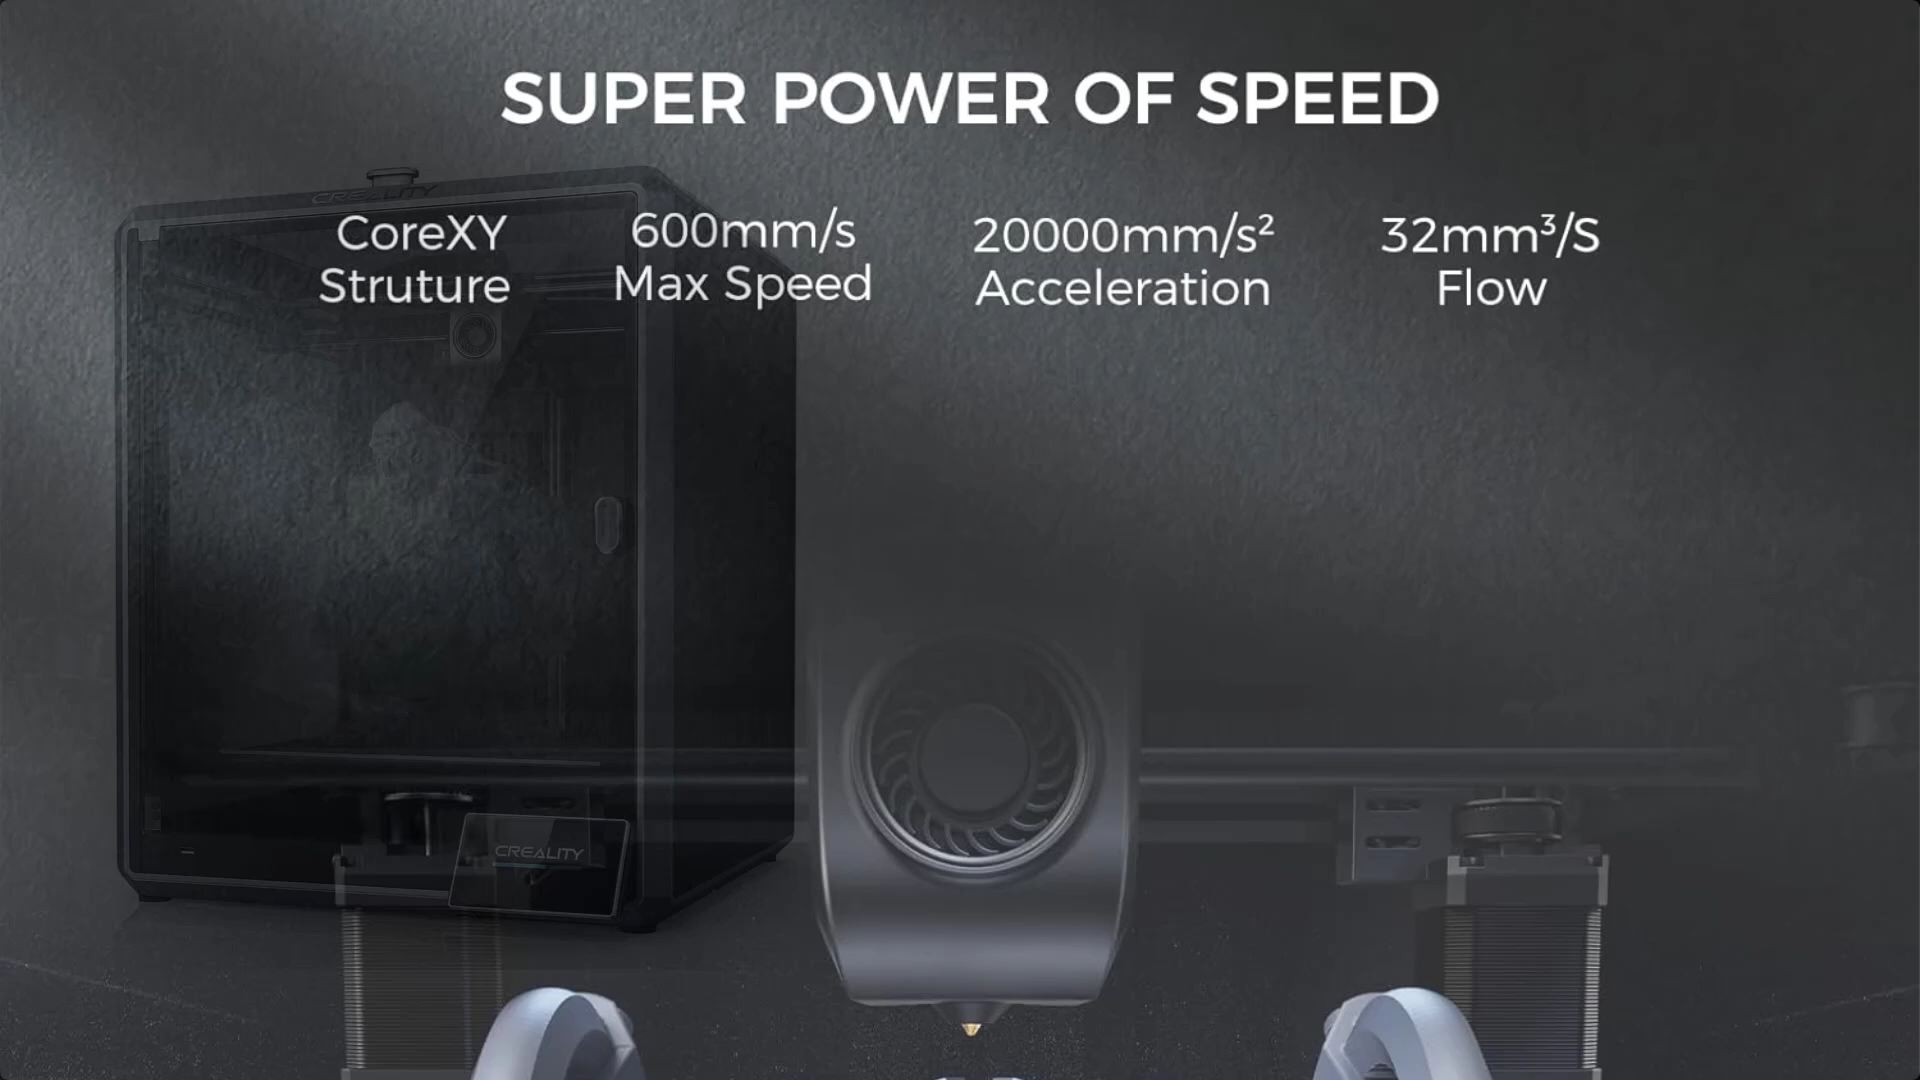 SUPER POWER OF SPEED
CREALITY
CoreXY
Struture
600mm/s
Max Speed
20000mm/s²
Acceleration
32mm³/S
Flow
CREALITY